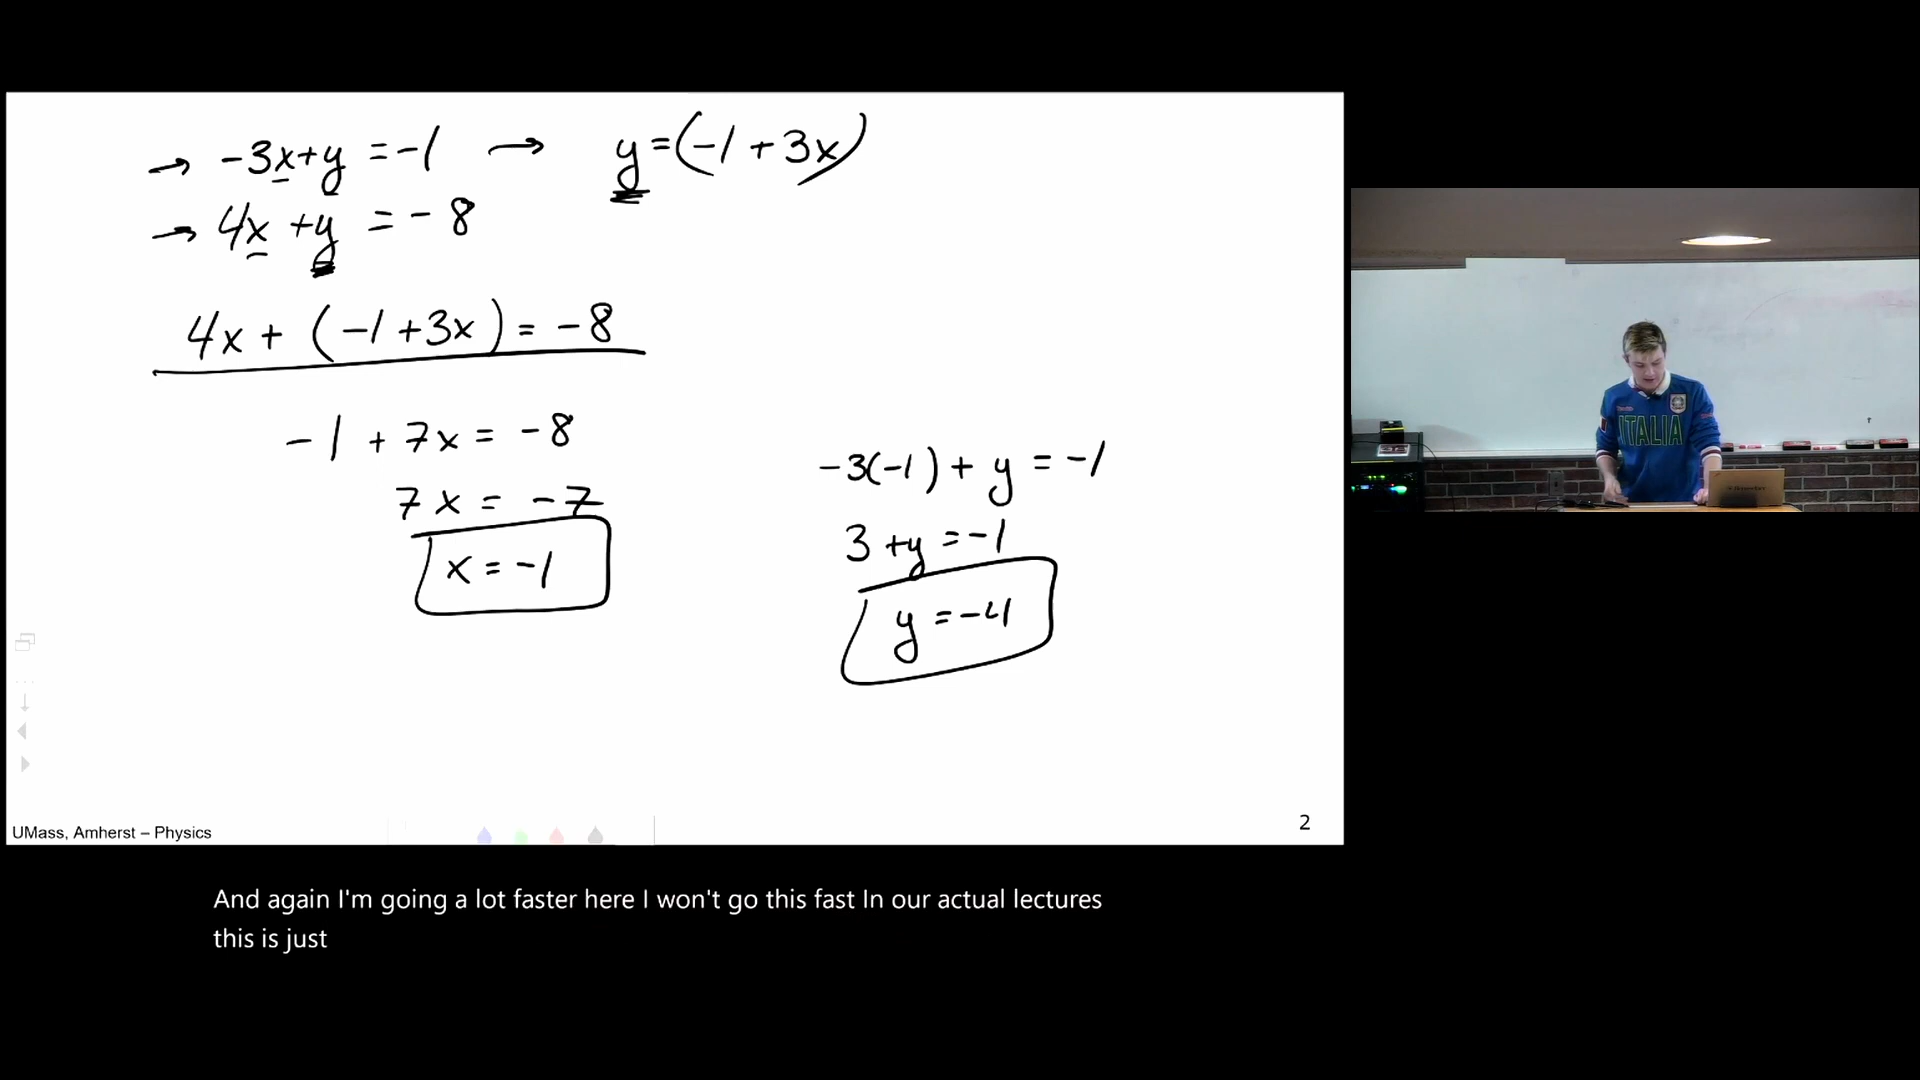 → -3x+y = -1 → y = (-1 + 3x)
→ 4x + y = - 8
4x + (-1 + 3x) = -8
-1 + 7x = -8
7x = -7
x = -1
-3(-1) + y = -1
3 + y = -1
y = -4
UMass, Amherst – Physics
2
ITALIA
And again I'm going a lot faster here I won't go this fast In our actual lectures
this is just